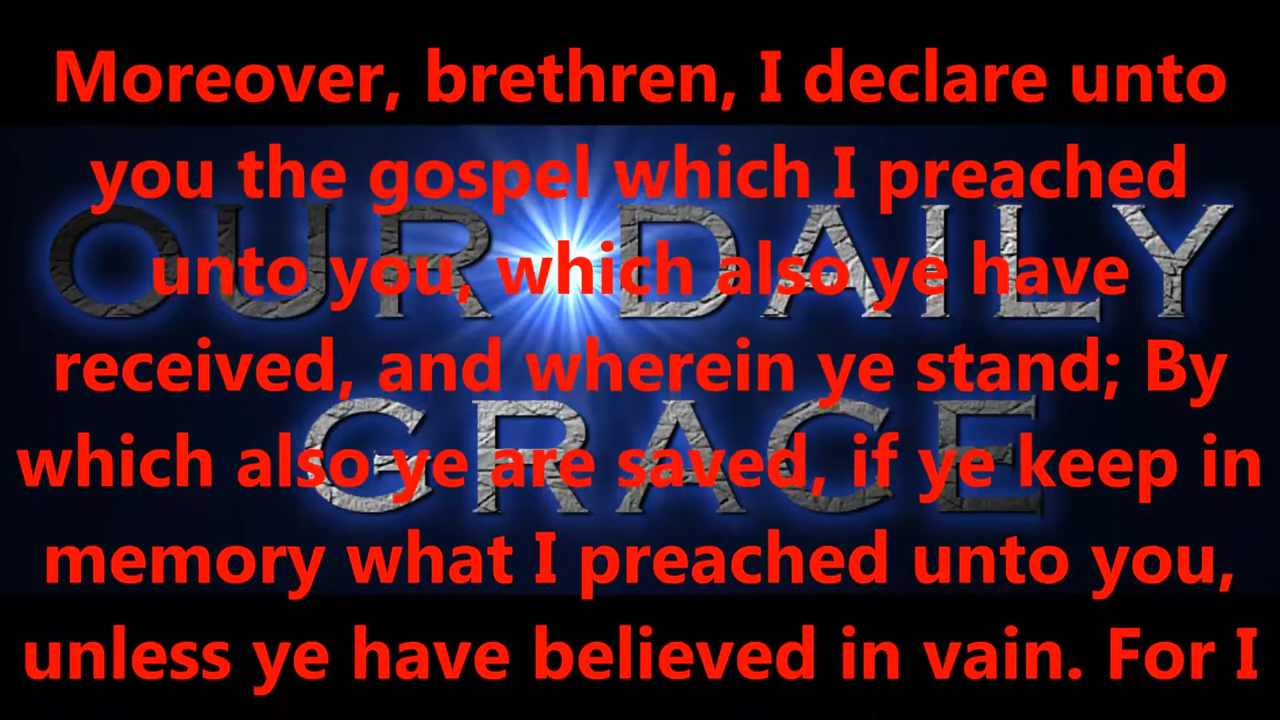 Moreover, brethren, I declare unto
you the gospel which I preached
OUR DAILY
unto you, which also ye have
received, and wherein ye stand; By
GRACE
which also ye are saved, if ye keep in
memory what I preached unto you,
unless ye have believed in vain. For I